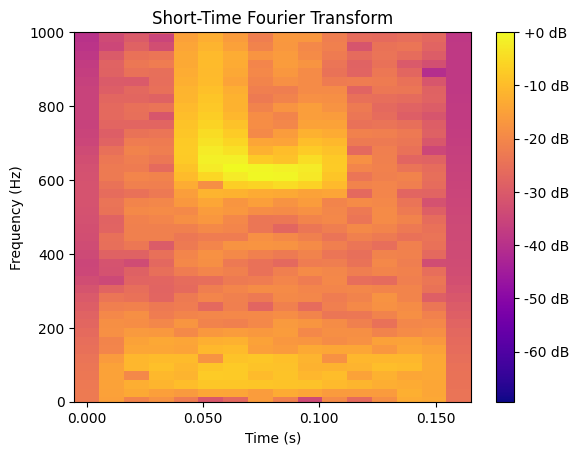 Short-Time Fourier Transform
1000
800
600
400
200
0
Frequency (Hz)
0.000
0.050
0.100
0.150
Time (s)
+0 dB
-10 dB
-20 dB
-30 dB
-40 dB
-50 dB
-60 dB